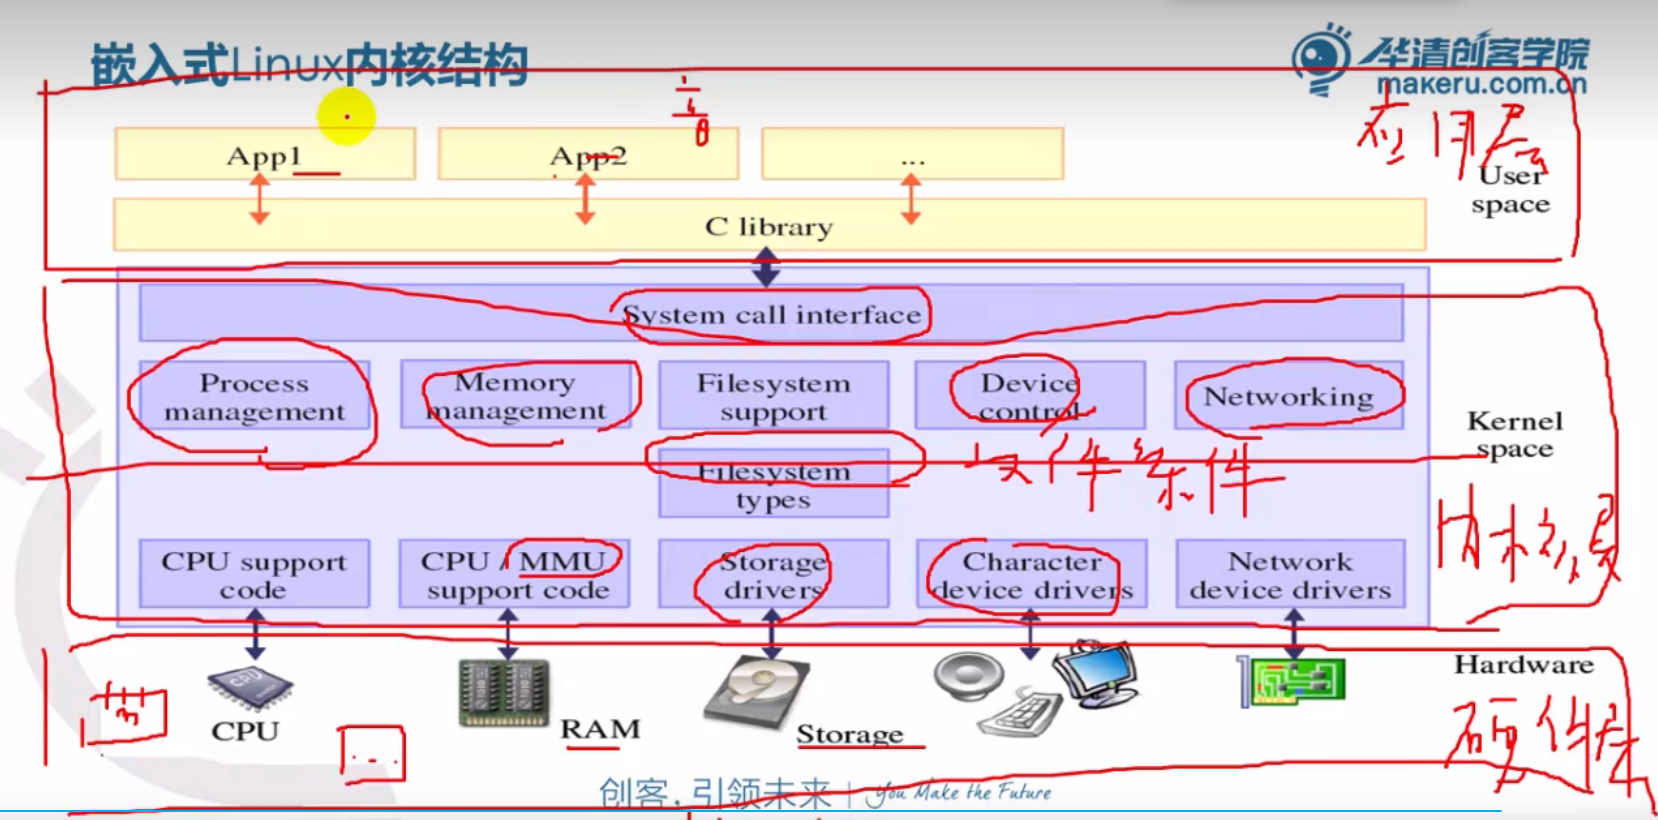 嵌入式Linux内核结构
华清创客学院
makeru.com.cn
应用层
App1
App2
...
User
space
C library
System call interface
Process
management
Memory
management
Filesystem
support
Device
control
Networking
Kernel
space
Filesystem
types
文件条件
内核层
CPU support
code
CPU / MMU
support code
Storage
drivers
Character
device drivers
Network
device drivers
Hardware
硬件层
CPU
CPU
RAM
Storage
创客,引领未来 | You Make the Future